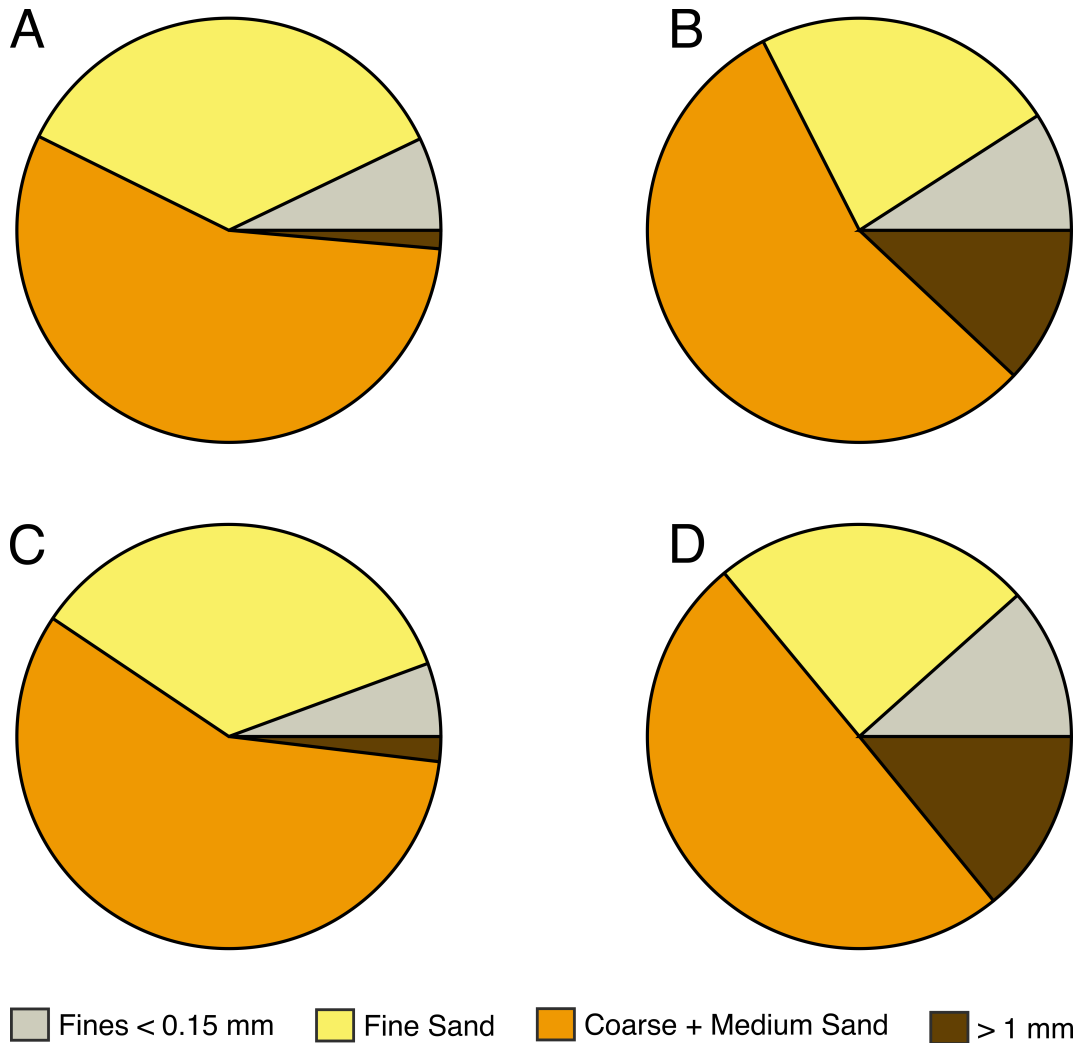 A
B
C
D
Fines < 0.15 mm
Fine Sand
Coarse + Medium Sand
> 1 mm